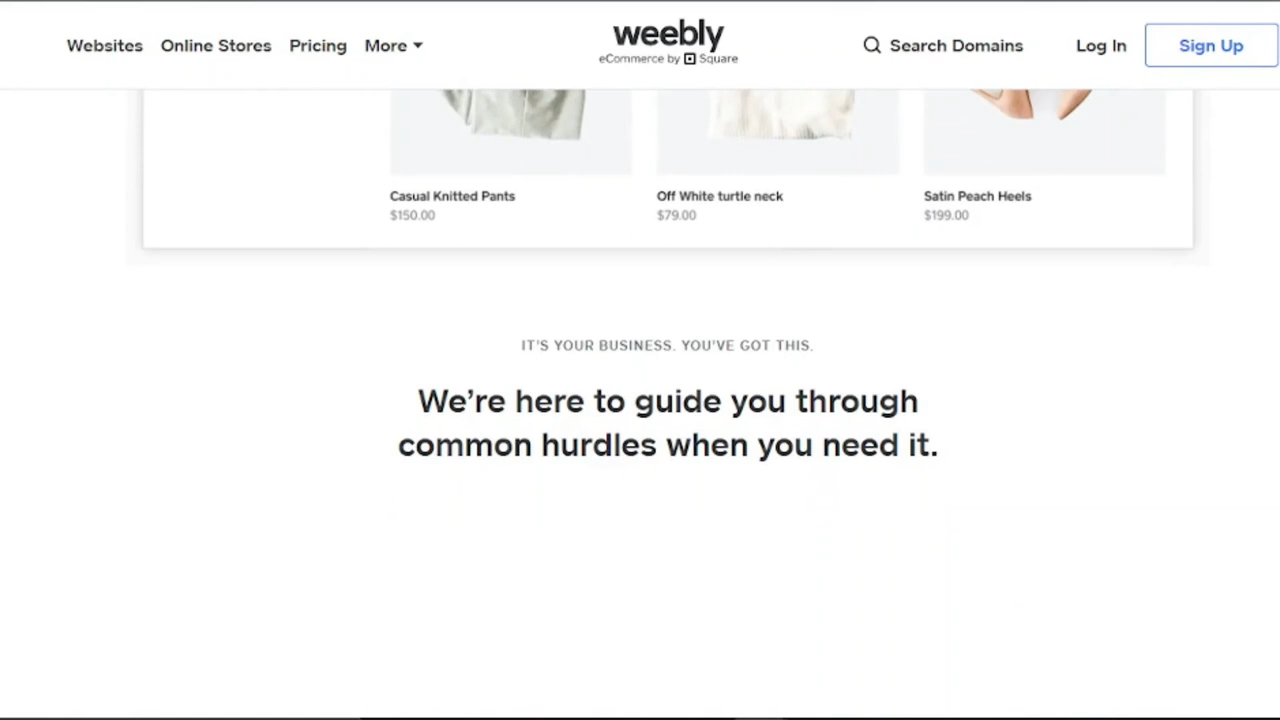 Websites Online Stores Pricing More weebly Search Domains Log In Sign Up
eCommerce by Square
Casual Knitted Pants Off White turtle neck Satin Peach Heels
$150.00 $79.00 $199.00
IT'S YOUR BUSINESS. YOU'VE GOT THIS.
We're here to guide you through
common hurdles when you need it.